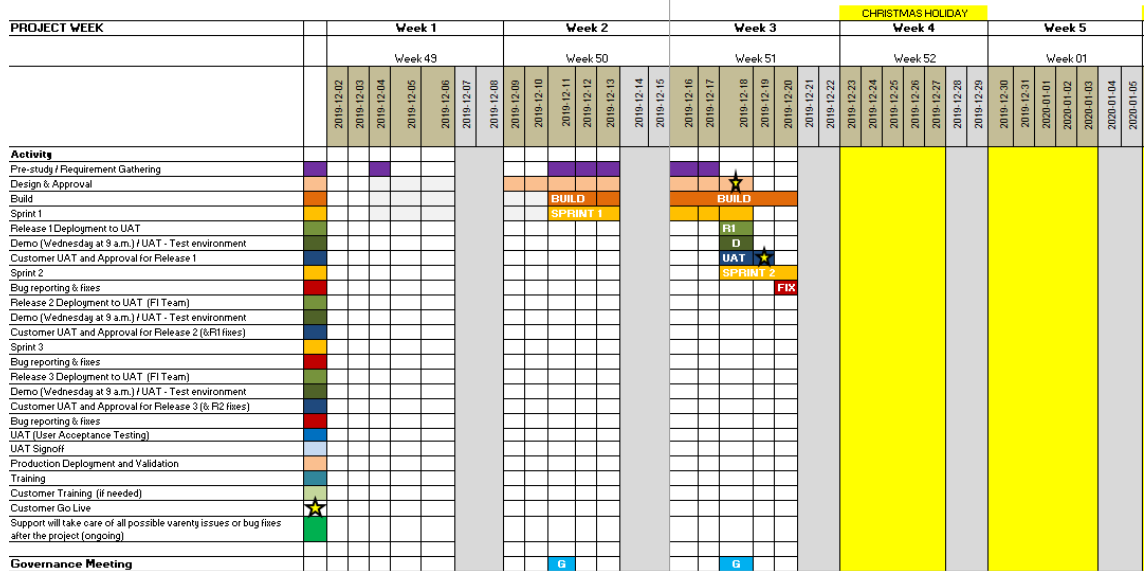 CHRISTMAS HOLIDAY
PROJECT WEEK Week 1 Week 2 Week 3 Week 4 Week 5
Week 49 Week 50 Week 51 Week 52 Week 01
2019-12-02 2019-12-03 2019-12-04 2019-12-05 2019-12-06 2019-12-07 2019-12-08 2019-12-09 2019-12-10 2019-12-11 2019-12-12 2019-12-13 2019-12-14 2019-12-15 2019-12-16 2019-12-17 2019-12-18 2019-12-19 2019-12-20 2019-12-21 2019-12-22 2019-12-23 2019-12-24 2019-12-25 2019-12-26 2019-12-27 2019-12-28 2019-12-29 2019-12-30 2019-12-31 2020-01-01 2020-01-02 2020-01-03 2020-01-04 2020-01-05
Activity
Pre-study / Requirement Gathering
Design & Approval
Build BUILD BUILD
Sprint 1 SPRINT 1
Release 1 Deployment to UAT R1
Demo (Wednesday at 9 a.m.) / UAT - Test environment D
Customer UAT and Approval for Release 1 UAT
Sprint 2 SPRINT 2
Bug reporting & fixes FIX
Release 2 Deployment to UAT (FI Team)
Demo (Wednesday at 9 a.m.) / UAT - Test environment
Customer UAT and Approval for Release 2 (&R1 fixes)
Sprint 3
Bug reporting & fixes
Release 3 Deployment to UAT (FI Team)
Demo (Wednesday at 9 a.m.) / UAT - Test environment
Customer UAT and Approval for Release 3 (& R2 fixes)
Bug reporting & fixes
UAT (User Acceptance Testing)
UAT Signoff
Production Deployment and Validation
Training
Customer Training (if needed)
Customer Go Live
Support will take care of all possible varenty issues or bug fixes
after the project (ongoing)
Governance Meeting G G